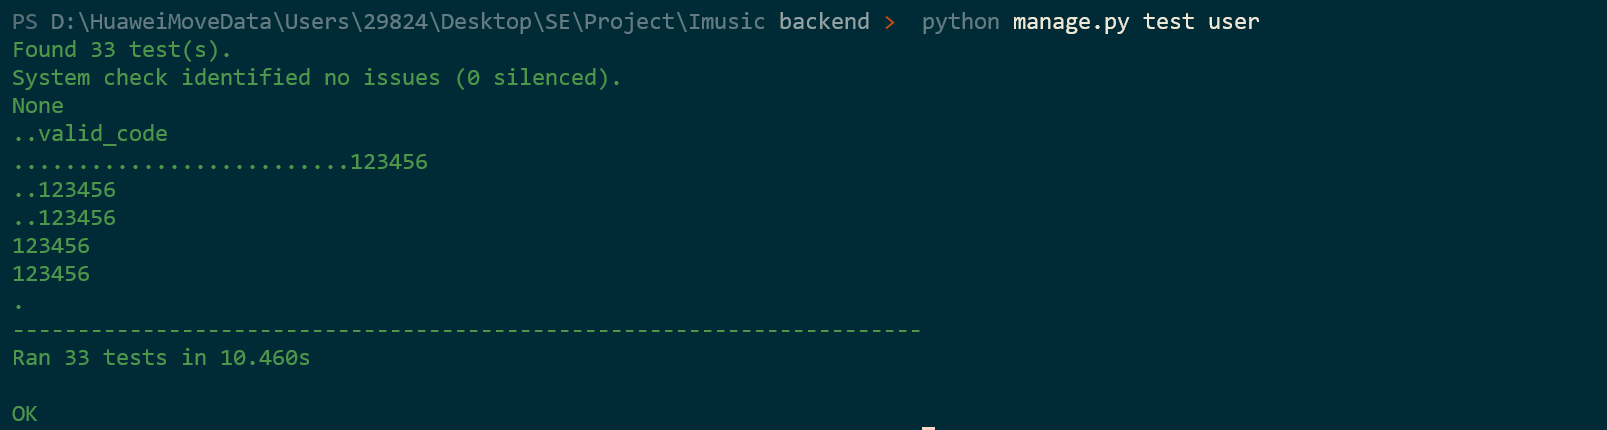 PS D:\HuaweiMoveData\Users\29824\Desktop\SE\Project\Imusic backend >  python manage.py test user
Found 33 test(s).
System check identified no issues (0 silenced).
None
..valid_code
..........................123456
..123456
..123456
123456
123456
.
----------------------------------------------------------------------
Ran 33 tests in 10.460s

OK